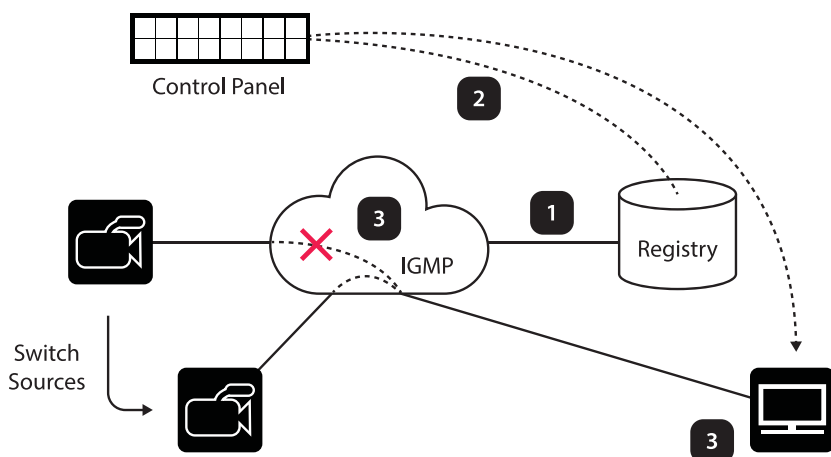 Control Panel
2
3
1
IGMP
Registry
Switch
Sources
3